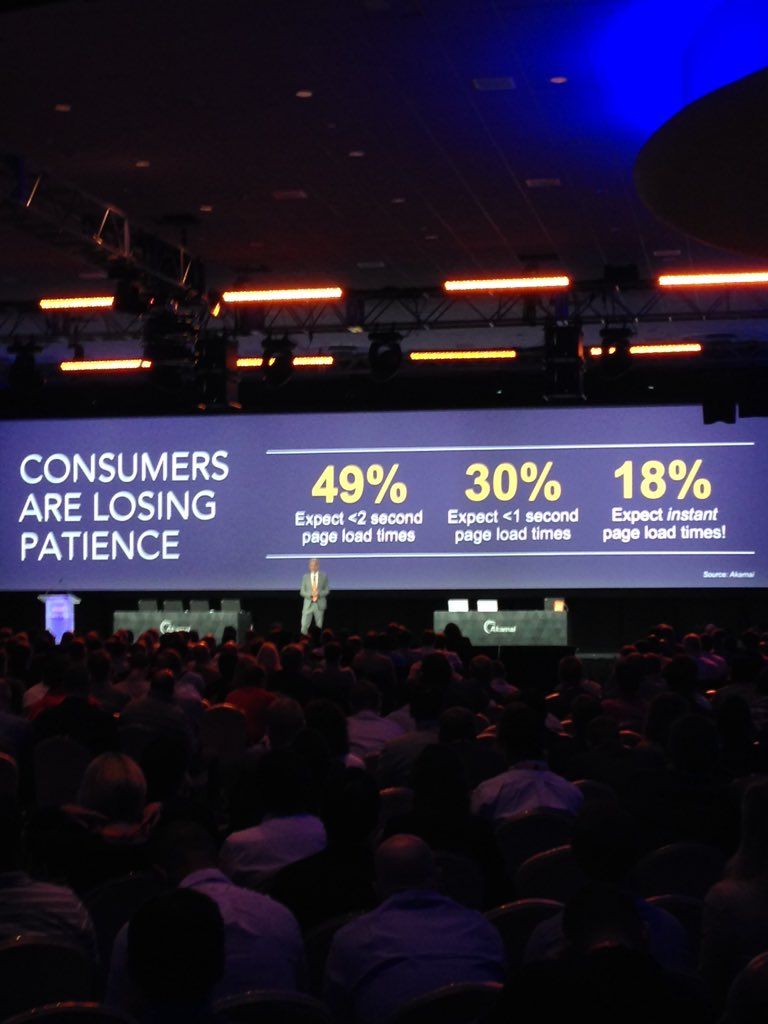 CONSUMERS
ARE LOSING
PATIENCE
49%
Expect <2 second
page load times
30%
Expect <1 second
page load times
18%
Expect instant
page load times!
Source: Akamai
Akamai
Akamai